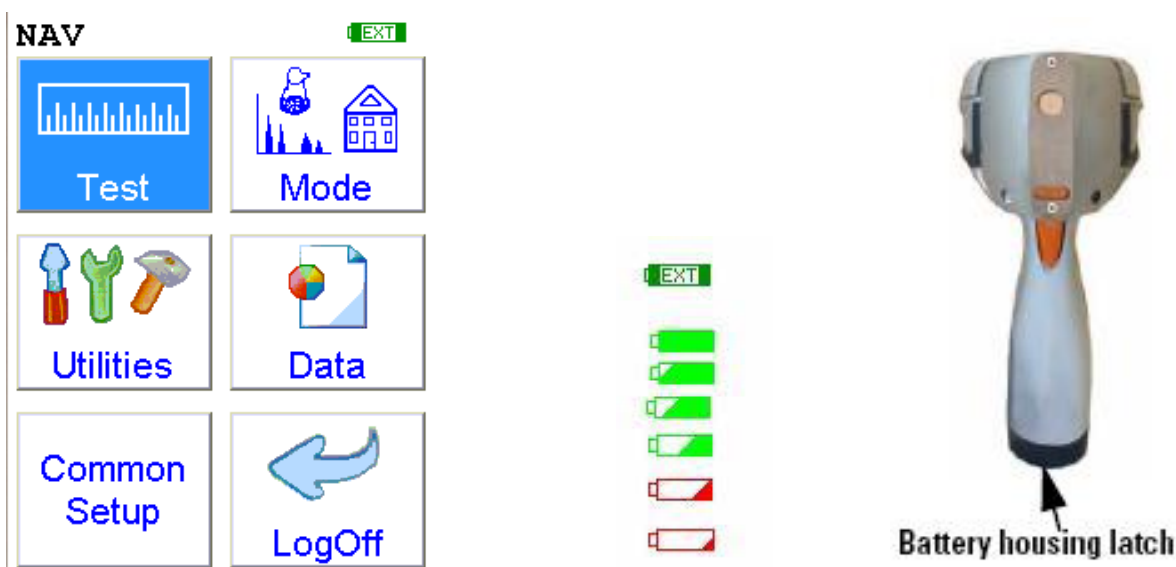 NAV
EXT
Test
Mode
Utilities
Data
Common
Setup
LogOff
EXT
Battery housing latch